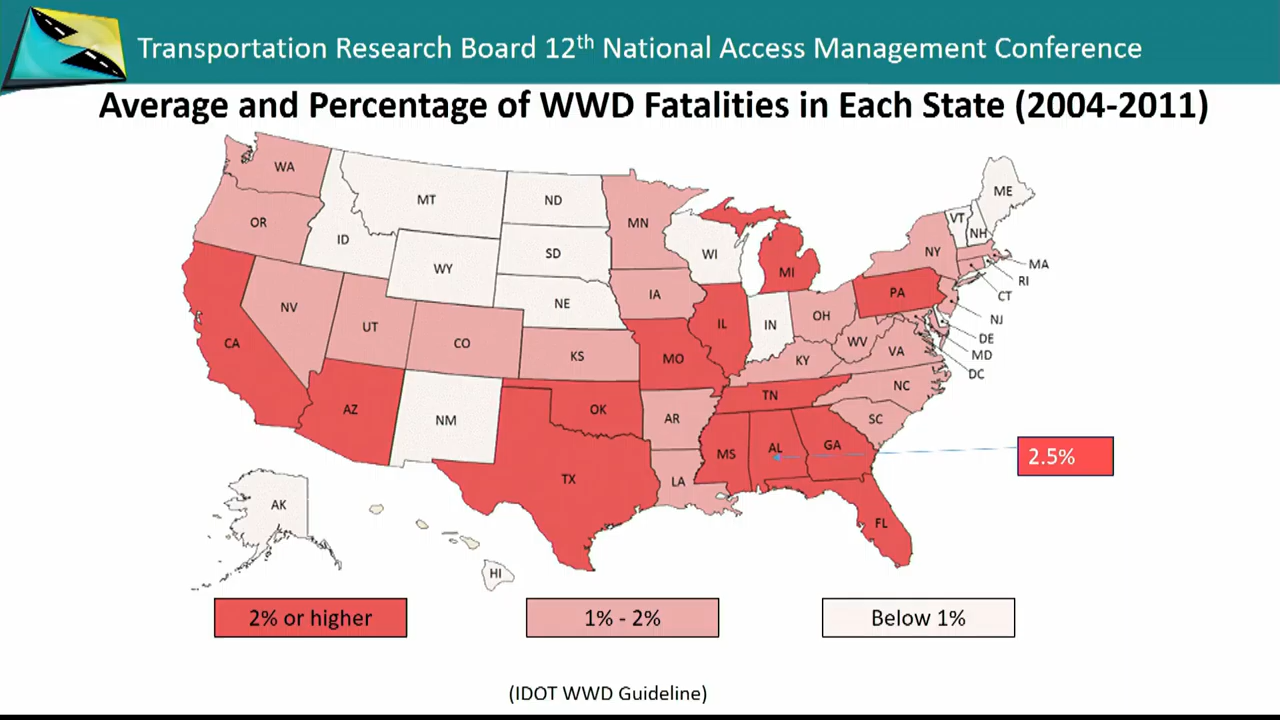 Transportation Research Board 12th National Access Management Conference
Average and Percentage of WWD Fatalities in Each State (2004-2011)
WA
MT
ND
MN
ME
VT
NH
OR
ID
SD
WI
NY
MA
WY
MI
RI
NV
NE
IA
PA
CT
UT
CO
IL
IN
OH
NJ
CA
KS
MO
KY
WV
VA
DE
MD
DC
AZ
NM
OK
AR
TN
NC
SC
TX
LA
MS
AL
GA
2.5%
AK
FL
HI
2% or higher
1% - 2%
Below 1%
(IDOT WWD Guideline)